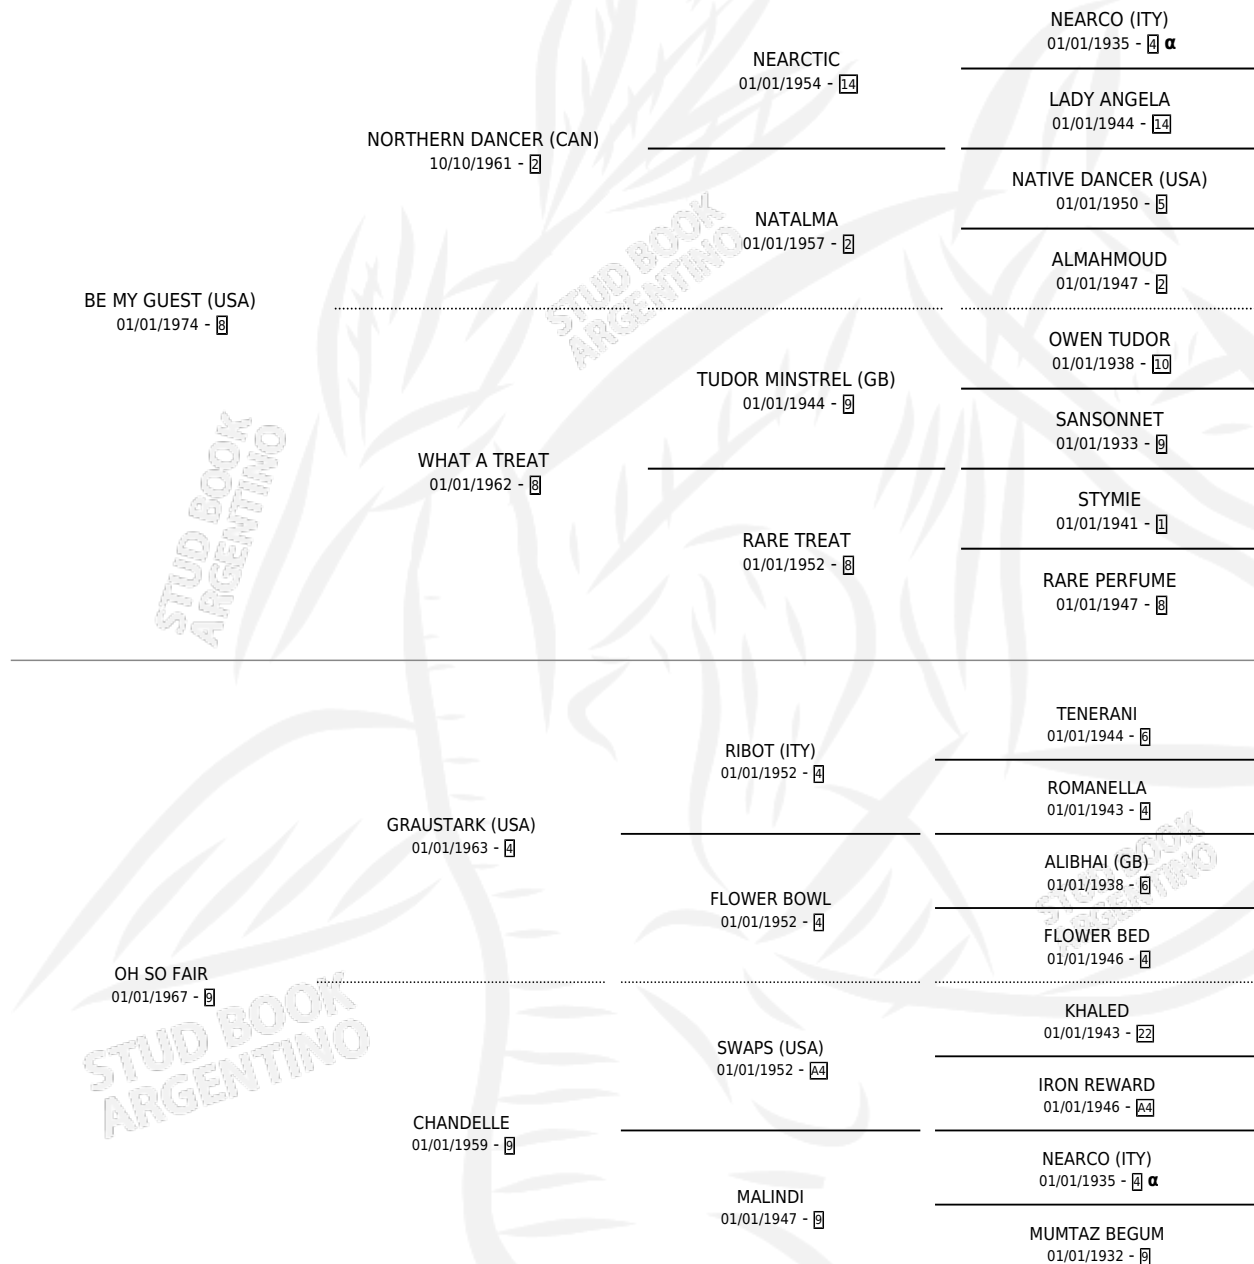 NEARCO (ITY)
01/01/1935 - 4 α
NEARCTIC
01/01/1954 - 14
LADY ANGELA
01/01/1944 - 14
NORTHERN DANCER (CAN)
10/10/1961 - 2
NATIVE DANCER (USA)
01/01/1950 - 5
NATALMA
01/01/1957 - 2
ALMAHMOUD
01/01/1947 - 2
BE MY GUEST (USA)
01/01/1974 - 8
OWEN TUDOR
01/01/1938 - 10
TUDOR MINSTREL (GB)
01/01/1944 - 9
SANSONNET
01/01/1933 - 9
WHAT A TREAT
01/01/1962 - 8
STYMIE
01/01/1941 - 1
RARE TREAT
01/01/1952 - 8
RARE PERFUME
01/01/1947 - 8
TENERANI
01/01/1944 - 6
RIBOT (ITY)
01/01/1952 - 4
ROMANELLA
01/01/1943 - 4
GRAUSTARK (USA)
01/01/1963 - 4
ALIBHAI (GB)
01/01/1938 - 6
FLOWER BOWL
01/01/1952 - 4
FLOWER BED
01/01/1946 - 4
OH SO FAIR
01/01/1967 - 9
KHALED
01/01/1943 - 22
SWAPS (USA)
01/01/1952 - A4
IRON REWARD
01/01/1946 - A4
CHANDELLE
01/01/1959 - 9
NEARCO (ITY)
01/01/1935 - 4 α
MALINDI
01/01/1947 - 9
MUMTAZ BEGUM
01/01/1932 - 9
STUD BOOK
ARGENTINO
STUD BOOK
ARGENTINO
STUD BOOK
ARGENTINO
STUD BOOK
ARGENTINO